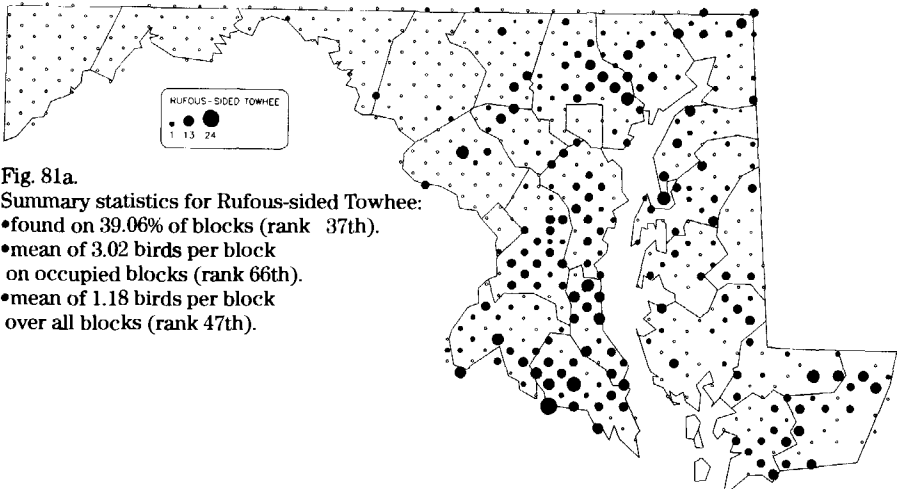 RUFOUS-SIDED TOWHEE
1 13 24
Fig. 81a.
Summary statistics for Rufous-sided Towhee:
•found on 39.06% of blocks (rank 37th).
•mean of 3.02 birds per block
on occupied blocks (rank 66th).
•mean of 1.18 birds per block
over all blocks (rank 47th).